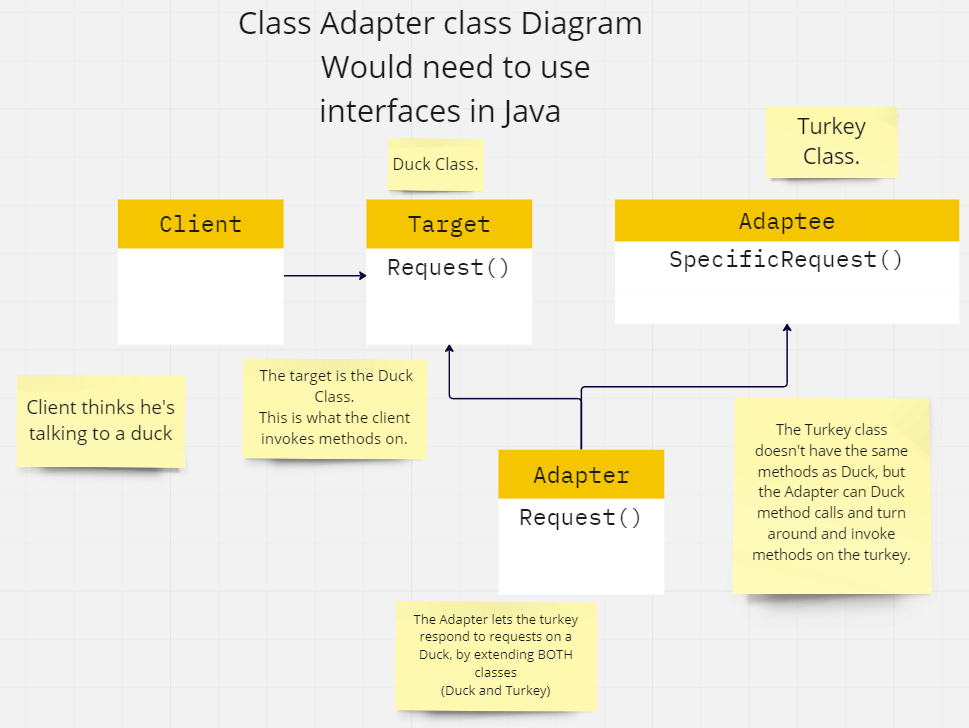 Class Adapter class Diagram
Would need to use
interfaces in Java
Duck Class.
Turkey
Class.
Client
Target
Request()
Adaptee
SpecificRequest()
Client thinks he's
talking to a duck
The target is the Duck
Class.
This is what the client
invokes methods on.
Adapter
Request()
The Turkey class
doesn't have the same
methods as Duck, but
the Adapter can Duck
method calls and turn
around and invoke
methods on the turkey.
The Adapter lets the turkey
respond to requests on a
Duck, by extending BOTH
classes
(Duck and Turkey)